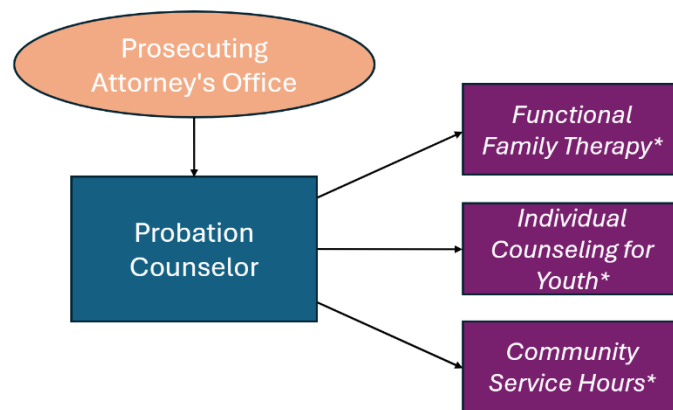 Prosecuting
Attorney's Office
Probation
Counselor
Functional
Family Therapy*
Individual
Counseling for
Youth*
Community
Service Hours*